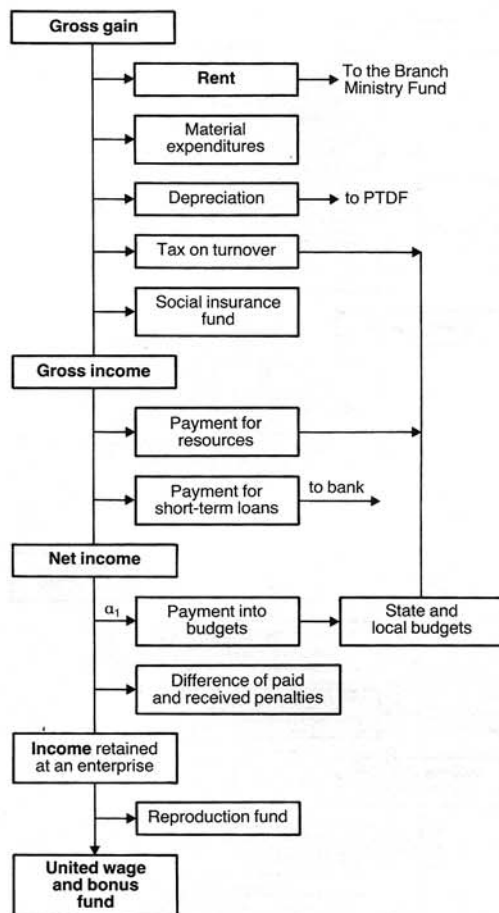 Gross gain
Rent
To the Branch
Ministry Fund
Material
expenditures
Depreciation
to PTDF
Tax on turnover
Social insurance
fund
Gross income
Payment for
resources
Payment for
short-term loans
to bank
Net income
α₁
Payment into
budgets
State and
local budgets
Difference of paid
and received penalties
Income retained
at an enterprise
Reproduction fund
United wage
and bonus
fund